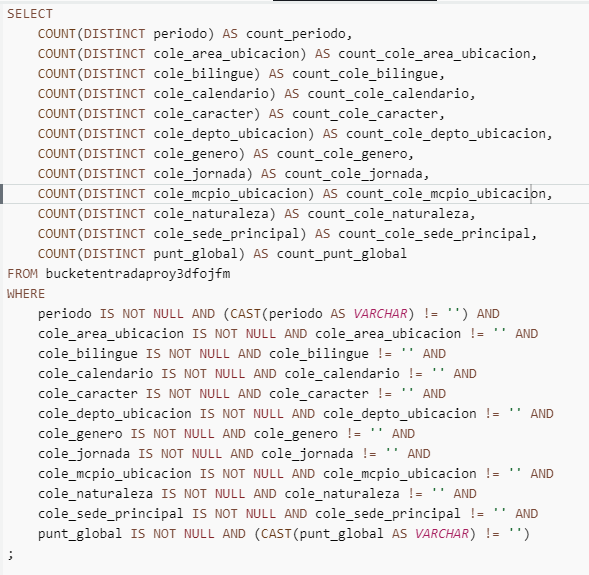 SELECT
    COUNT(DISTINCT periodo) AS count_periodo,
    COUNT(DISTINCT cole_area_ubicacion) AS count_cole_area_ubicacion,
    COUNT(DISTINCT cole_bilingue) AS count_cole_bilingue,
    COUNT(DISTINCT cole_calendario) AS count_cole_calendario,
    COUNT(DISTINCT cole_caracter) AS count_cole_caracter,
    COUNT(DISTINCT cole_depto_ubicacion) AS count_cole_depto_ubicacion,
    COUNT(DISTINCT cole_genero) AS count_cole_genero,
    COUNT(DISTINCT cole_jornada) AS count_cole_jornada,
    COUNT(DISTINCT cole_mcpio_ubicacion) AS count_cole_mcpio_ubicacion,
    COUNT(DISTINCT cole_naturaleza) AS count_cole_naturaleza,
    COUNT(DISTINCT cole_sede_principal) AS count_cole_sede_principal,
    COUNT(DISTINCT punt_global) AS count_punt_global
FROM bucketentradaproy3dfojfm
WHERE
    periodo IS NOT NULL AND (CAST(periodo AS VARCHAR) != '') AND
    cole_area_ubicacion IS NOT NULL AND cole_area_ubicacion != '' AND
    cole_bilingue IS NOT NULL AND cole_bilingue != '' AND
    cole_calendario IS NOT NULL AND cole_calendario != '' AND
    cole_caracter IS NOT NULL AND cole_caracter != '' AND
    cole_depto_ubicacion IS NOT NULL AND cole_depto_ubicacion != '' AND
    cole_genero IS NOT NULL AND cole_genero != '' AND
    cole_jornada IS NOT NULL AND cole_jornada != '' AND
    cole_mcpio_ubicacion IS NOT NULL AND cole_mcpio_ubicacion != '' AND
    cole_naturaleza IS NOT NULL AND cole_naturaleza != '' AND
    cole_sede_principal IS NOT NULL AND cole_sede_principal != '' AND
    punt_global IS NOT NULL AND (CAST(punt_global AS VARCHAR) != '')
;